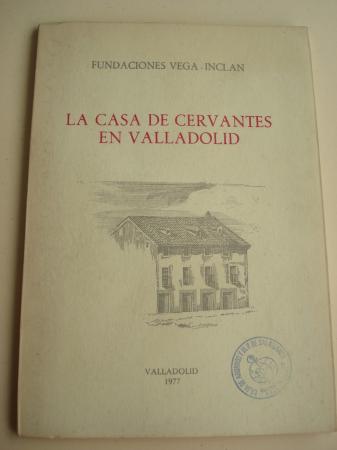 FUNDACIONES VEGA-INCLAN
LA CASA DE CERVANTES
EN VALLADOLID
VALLADOLID
1977